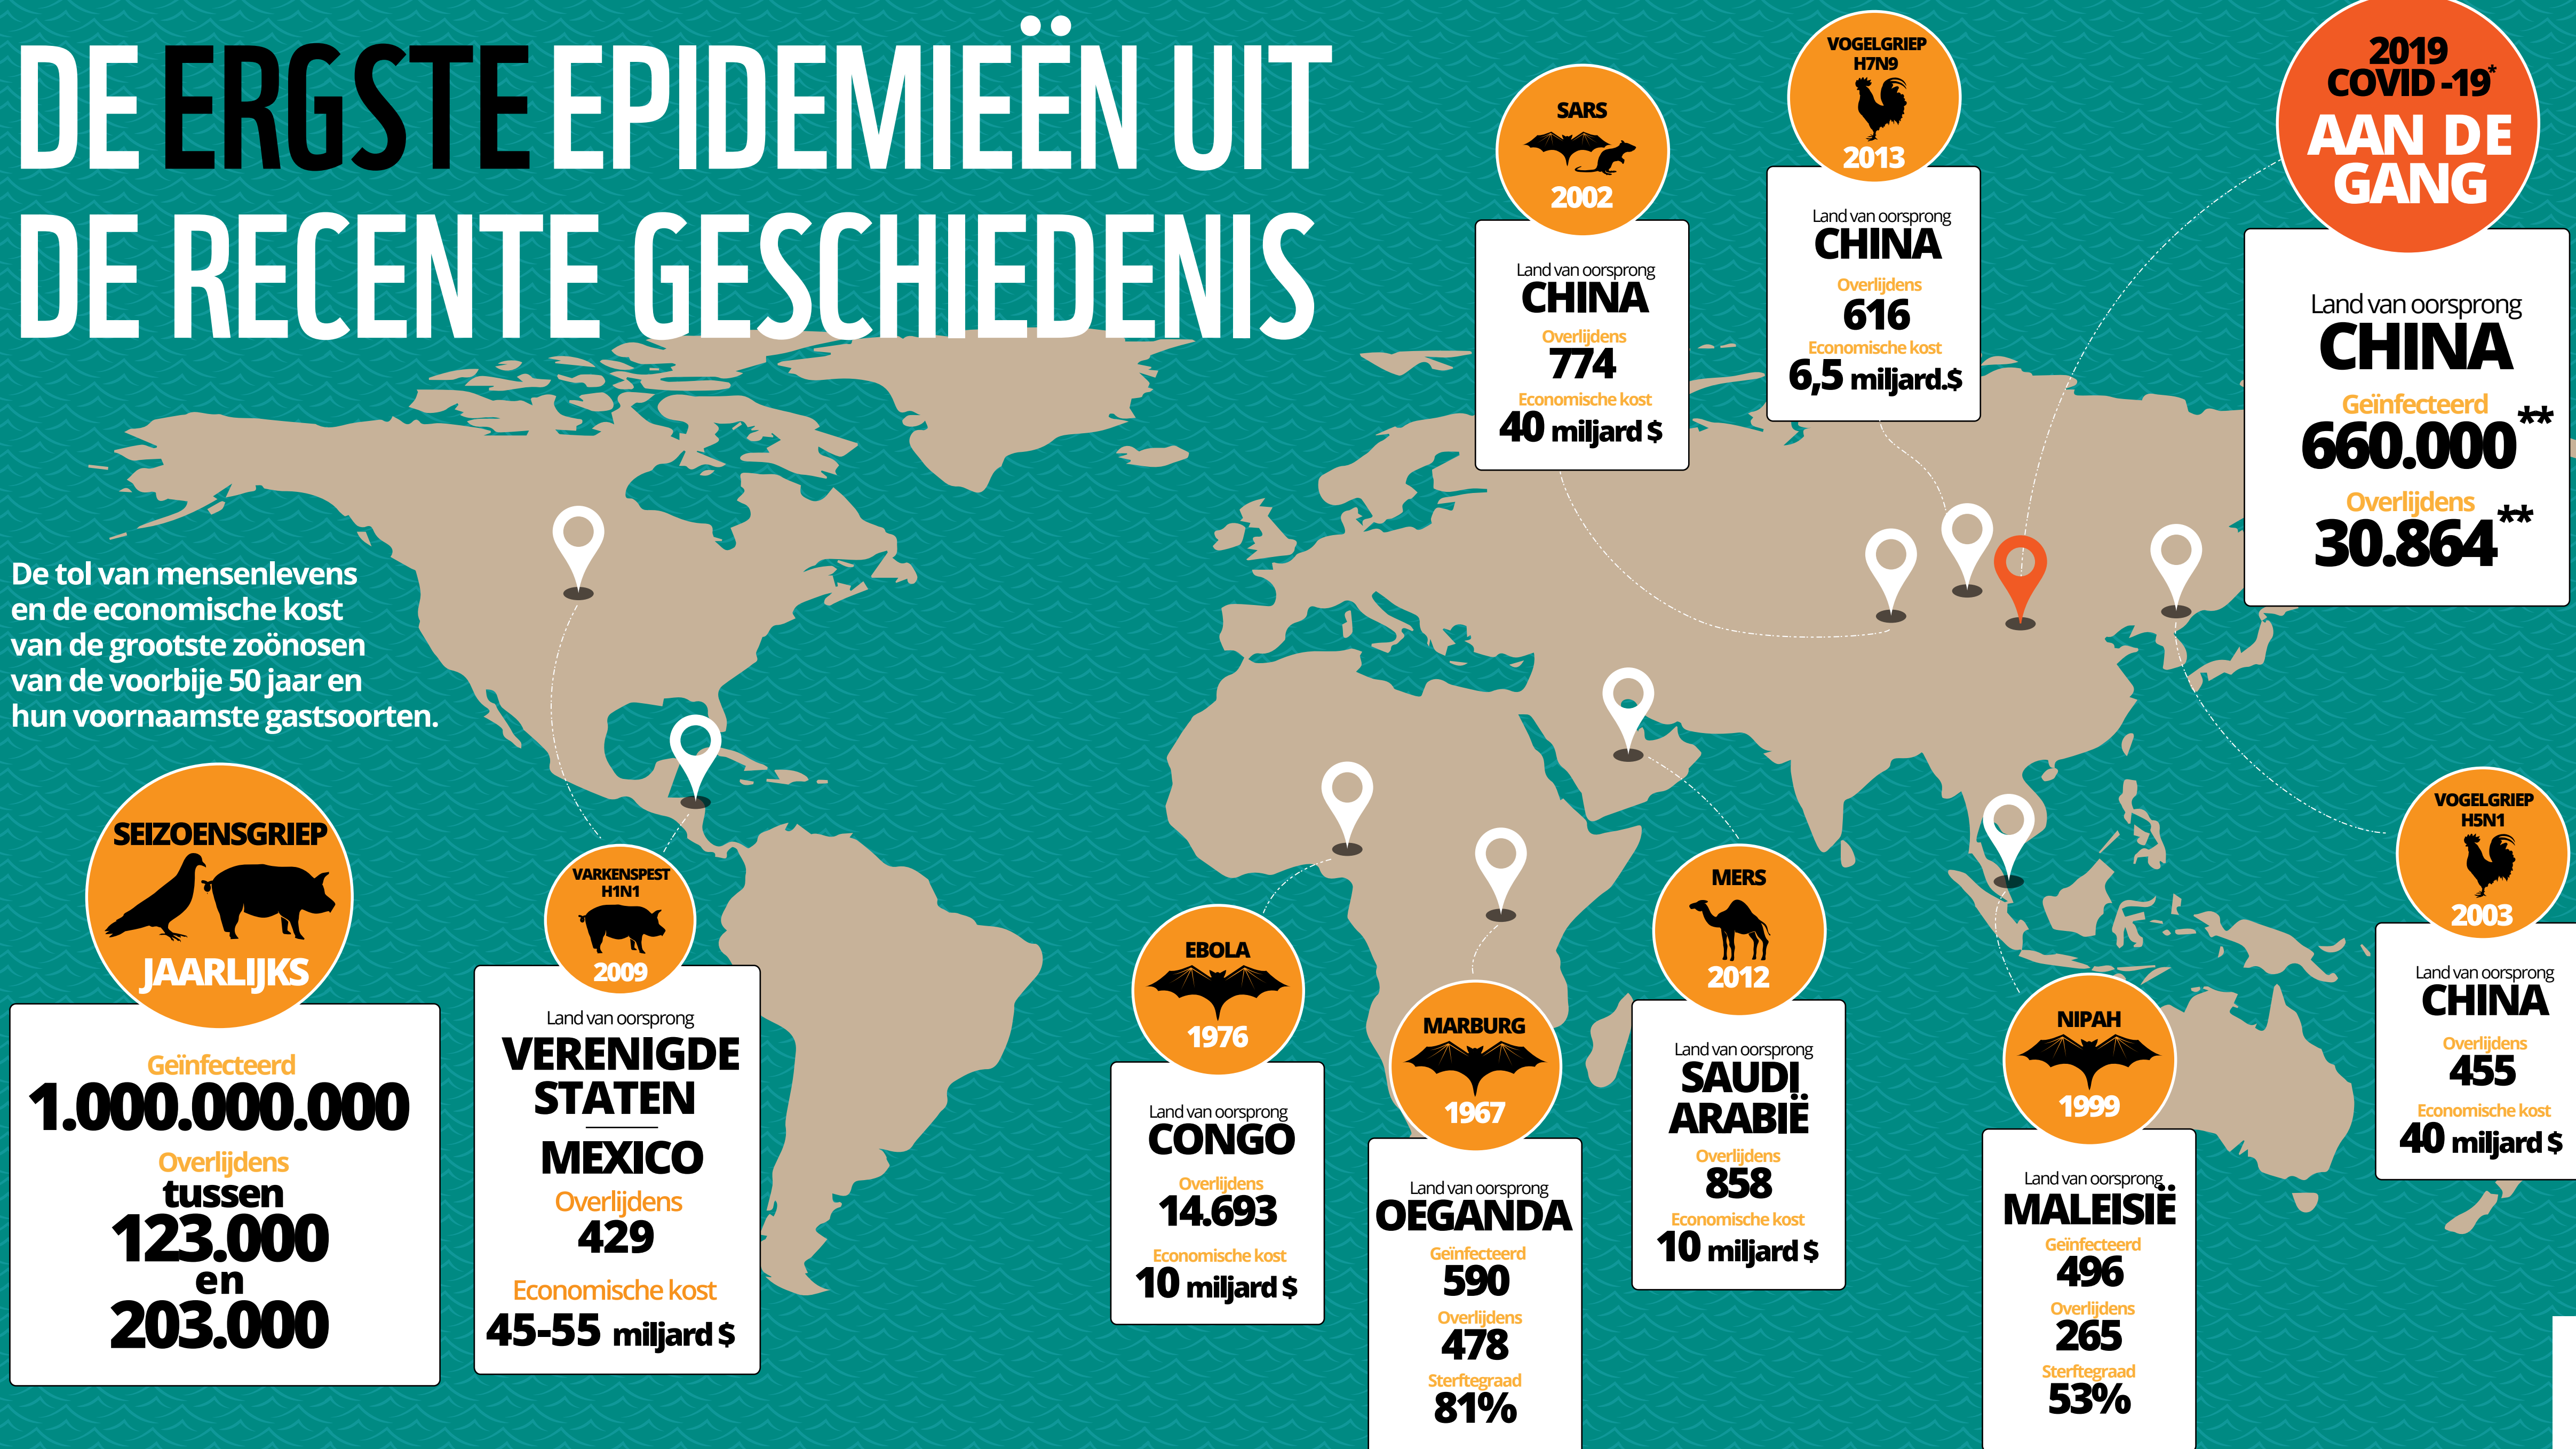 DE ERGSTE EPIDEMIEËN UIT
DE RECENTE GESCHIEDENIS
De tol van mensenlevens
en de economische kost
van de grootste zoönosen
van de voorbije 50 jaar en
hun voornaamste gastsoorten.
SEIZOENSGRIEP
JAARLIJKS
Geïnfecteerd
1.000.000.000
Overlijdens
tussen
123.000
en
203.000
VARKENSPEST
H1N1
2009
Land van oorsprong
VERENIGDE
STATEN
MEXICO
Overlijdens
429
Economische kost
45-55 miljard $
EBOLA
1976
Land van oorsprong
CONGO
Overlijdens
14.693
Economische kost
10 miljard $
MARBURG
1967
Land van oorsprong
OEGANDA
Geïnfecteerd
590
Overlijdens
478
Sterftegraad
81%
MERS
2012
Land van oorsprong
SAUDI
ARABIË
Overlijdens
858
Economische kost
10 miljard $
NIPAH
1999
Land van oorsprong
MALEISIË
Geïnfecteerd
496
Overlijdens
265
Sterftegraad
53%
SARS
2002
Land van oorsprong
CHINA
Overlijdens
774
Economische kost
40 miljard $
VOGELGRIEP
H7N9
2013
Land van oorsprong
CHINA
Overlijdens
616
Economische kost
6,5 miljard.$
2019
COVID -19*
AAN DE
GANG
Land van oorsprong
CHINA
Geïnfecteerd
660.000**
Overlijdens
30.864**
VOGELGRIEP
H5N1
2003
Land van oorsprong
CHINA
Overlijdens
455
Economische kost
40 miljard $